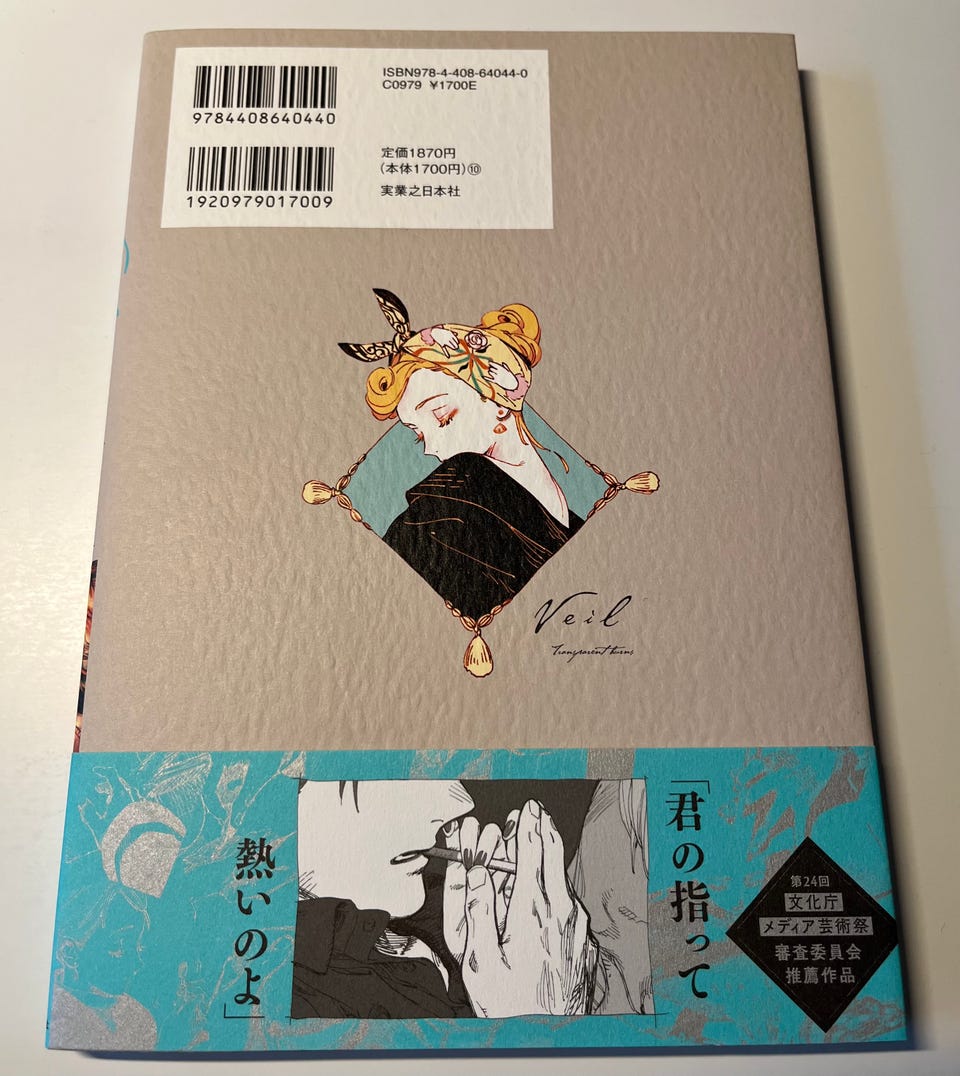 ISBN978-4-408-64044-0
C0979 ¥1700E
9784408640440
定価1870円
(本体1700円)⑩
実業之日本社
1920979017009
Veil
Transparent turns
「君の指って
熱いのよ」
第24回
文化庁
メディア芸術祭
審査委員会
推薦作品